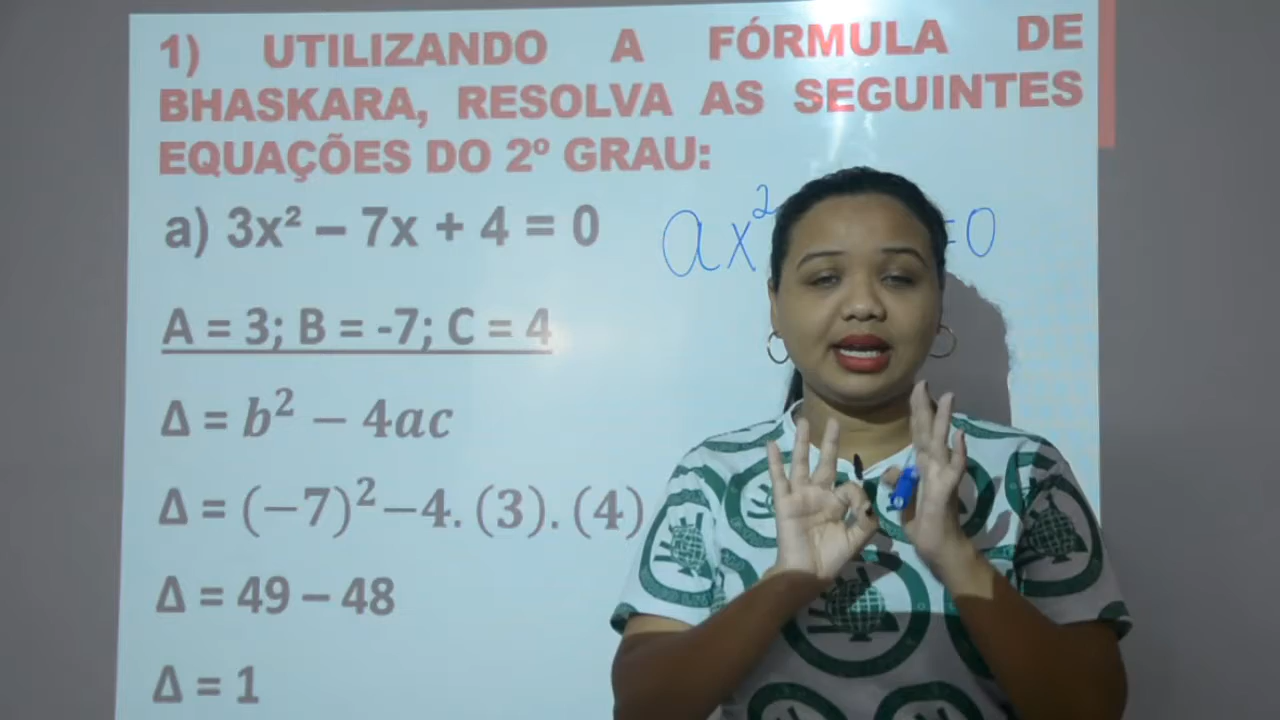 1) UTILIZANDO A FÓRMULA DE
BHASKARA, RESOLVA AS SEGUINTES
EQUAÇÕES DO 2º GRAU:
a) 3x² – 7x + 4 = 0
ax² =0
A = 3; B = -7; C = 4
Δ = b² − 4ac
Δ = (−7)²−4. (3). (4)
Δ = 49 – 48
Δ = 1